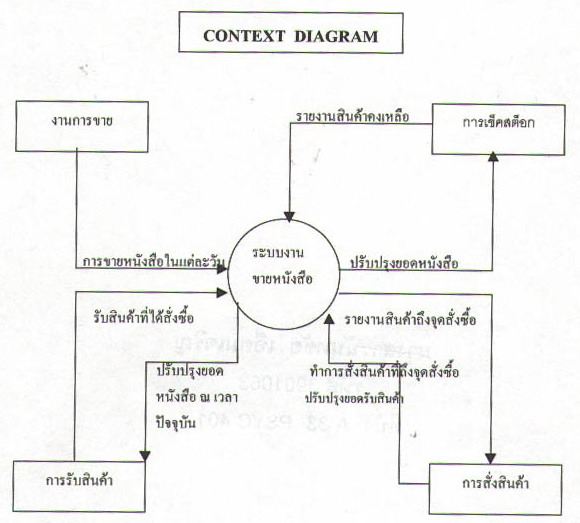 CONTEXT DIAGRAM
งานการขาย
รายงานสินค้าคงเหลือ
การเช็คสต็อก
ระบบงาน
ขายหนังสือ
การขายหนังสือในแต่ละวัน
ปรับปรุงยอดหนังสือ
รับสินค้าที่ได้สั่งซื้อ
รายงานสินค้าถึงจุดสั่งซื้อ
ปรับปรุงยอด
หนังสือ ณ เวลา
ปัจจุบัน
ทำการสั่งสินค้าที่ถึงจุดสั่งซื้อ
ปรับปรุงยอดรับสินค้า
การรับสินค้า
การสั่งสินค้า